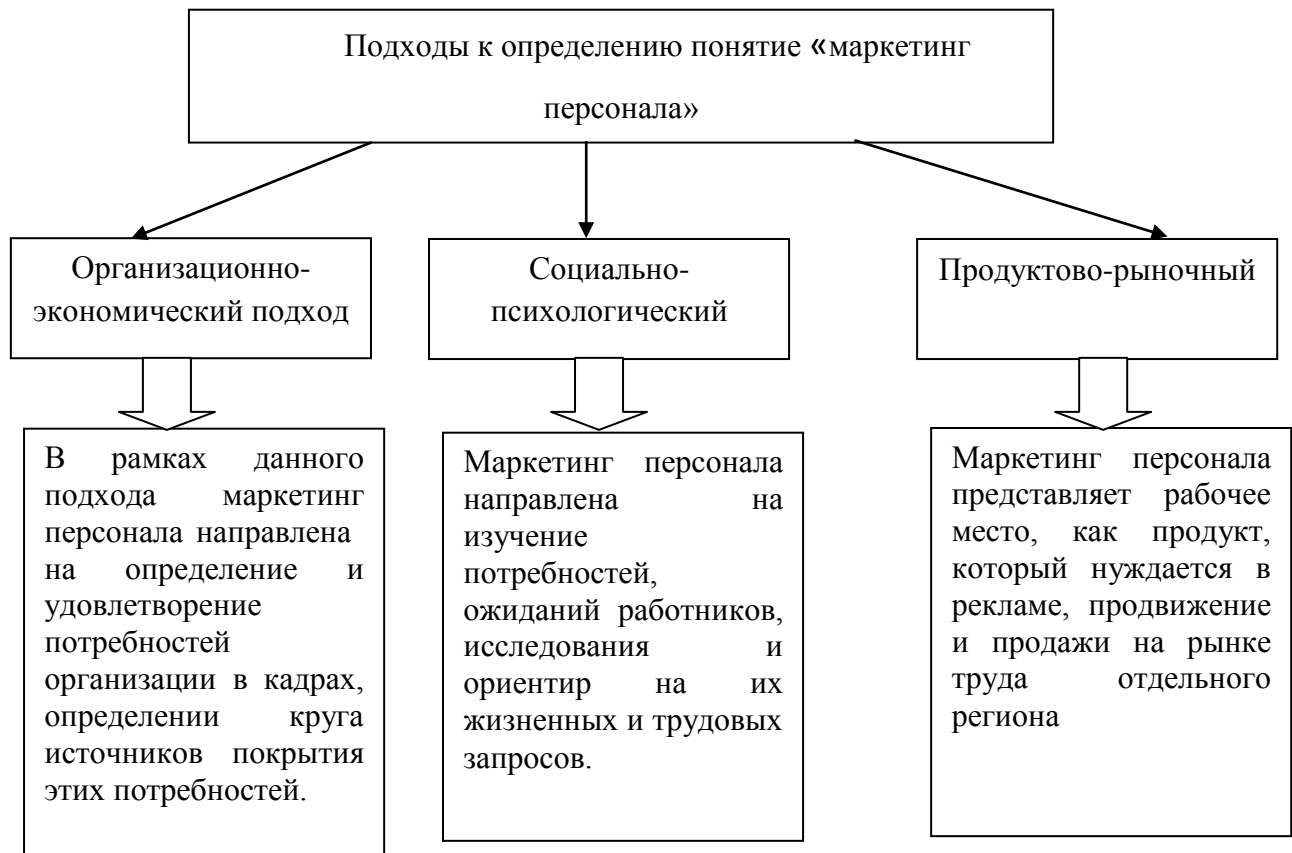 Подходы к определению понятие «маркетинг
персонала»
Организационно-
экономический подход
Социально-
психологический
Продуктово-рыночный
В рамках данного
подхода маркетинг
персонала направлена
на определение и
удовлетворение
потребностей
организации в кадрах,
определении круга
источников покрытия
этих потребностей.
Маркетинг персонала
направлена на
изучение
потребностей,
ожиданий работников,
исследования и
ориентир на их
жизненных и трудовых
запросов.
Маркетинг персонала
представляет рабочее
место, как продукт,
который нуждается в
рекламе, продвижение
и продажи на рынке
труда отдельного
региона